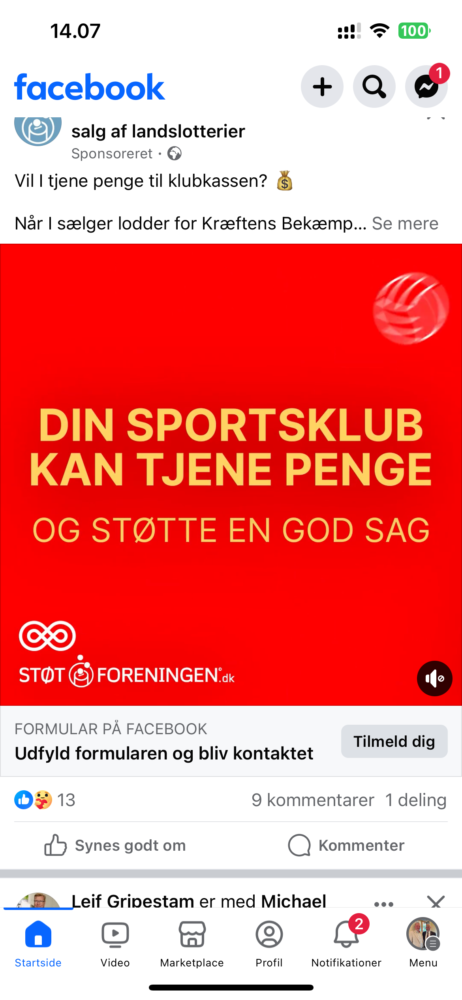 14.07
100
facebook
1
salg af landslotterier
Sponsoreret ·
Vil I tjene penge til klubkassen?
Når I sælger lodder for Kræftens Bekæmp... Se mere
DIN SPORTSKLUB
KAN TJENE PENGE
OG STØTTE EN GOD SAG
STØT FORENINGEN.dk
FORMULAR PÅ FACEBOOK
Udfyld formularen og bliv kontaktet
Tilmeld dig
13
9 kommentarer 1 deling
Synes godt om
Kommenter
Leif Gripestam er med Michael
2
Startside
Video
Marketplace
Profil
Notifikationer
Menu